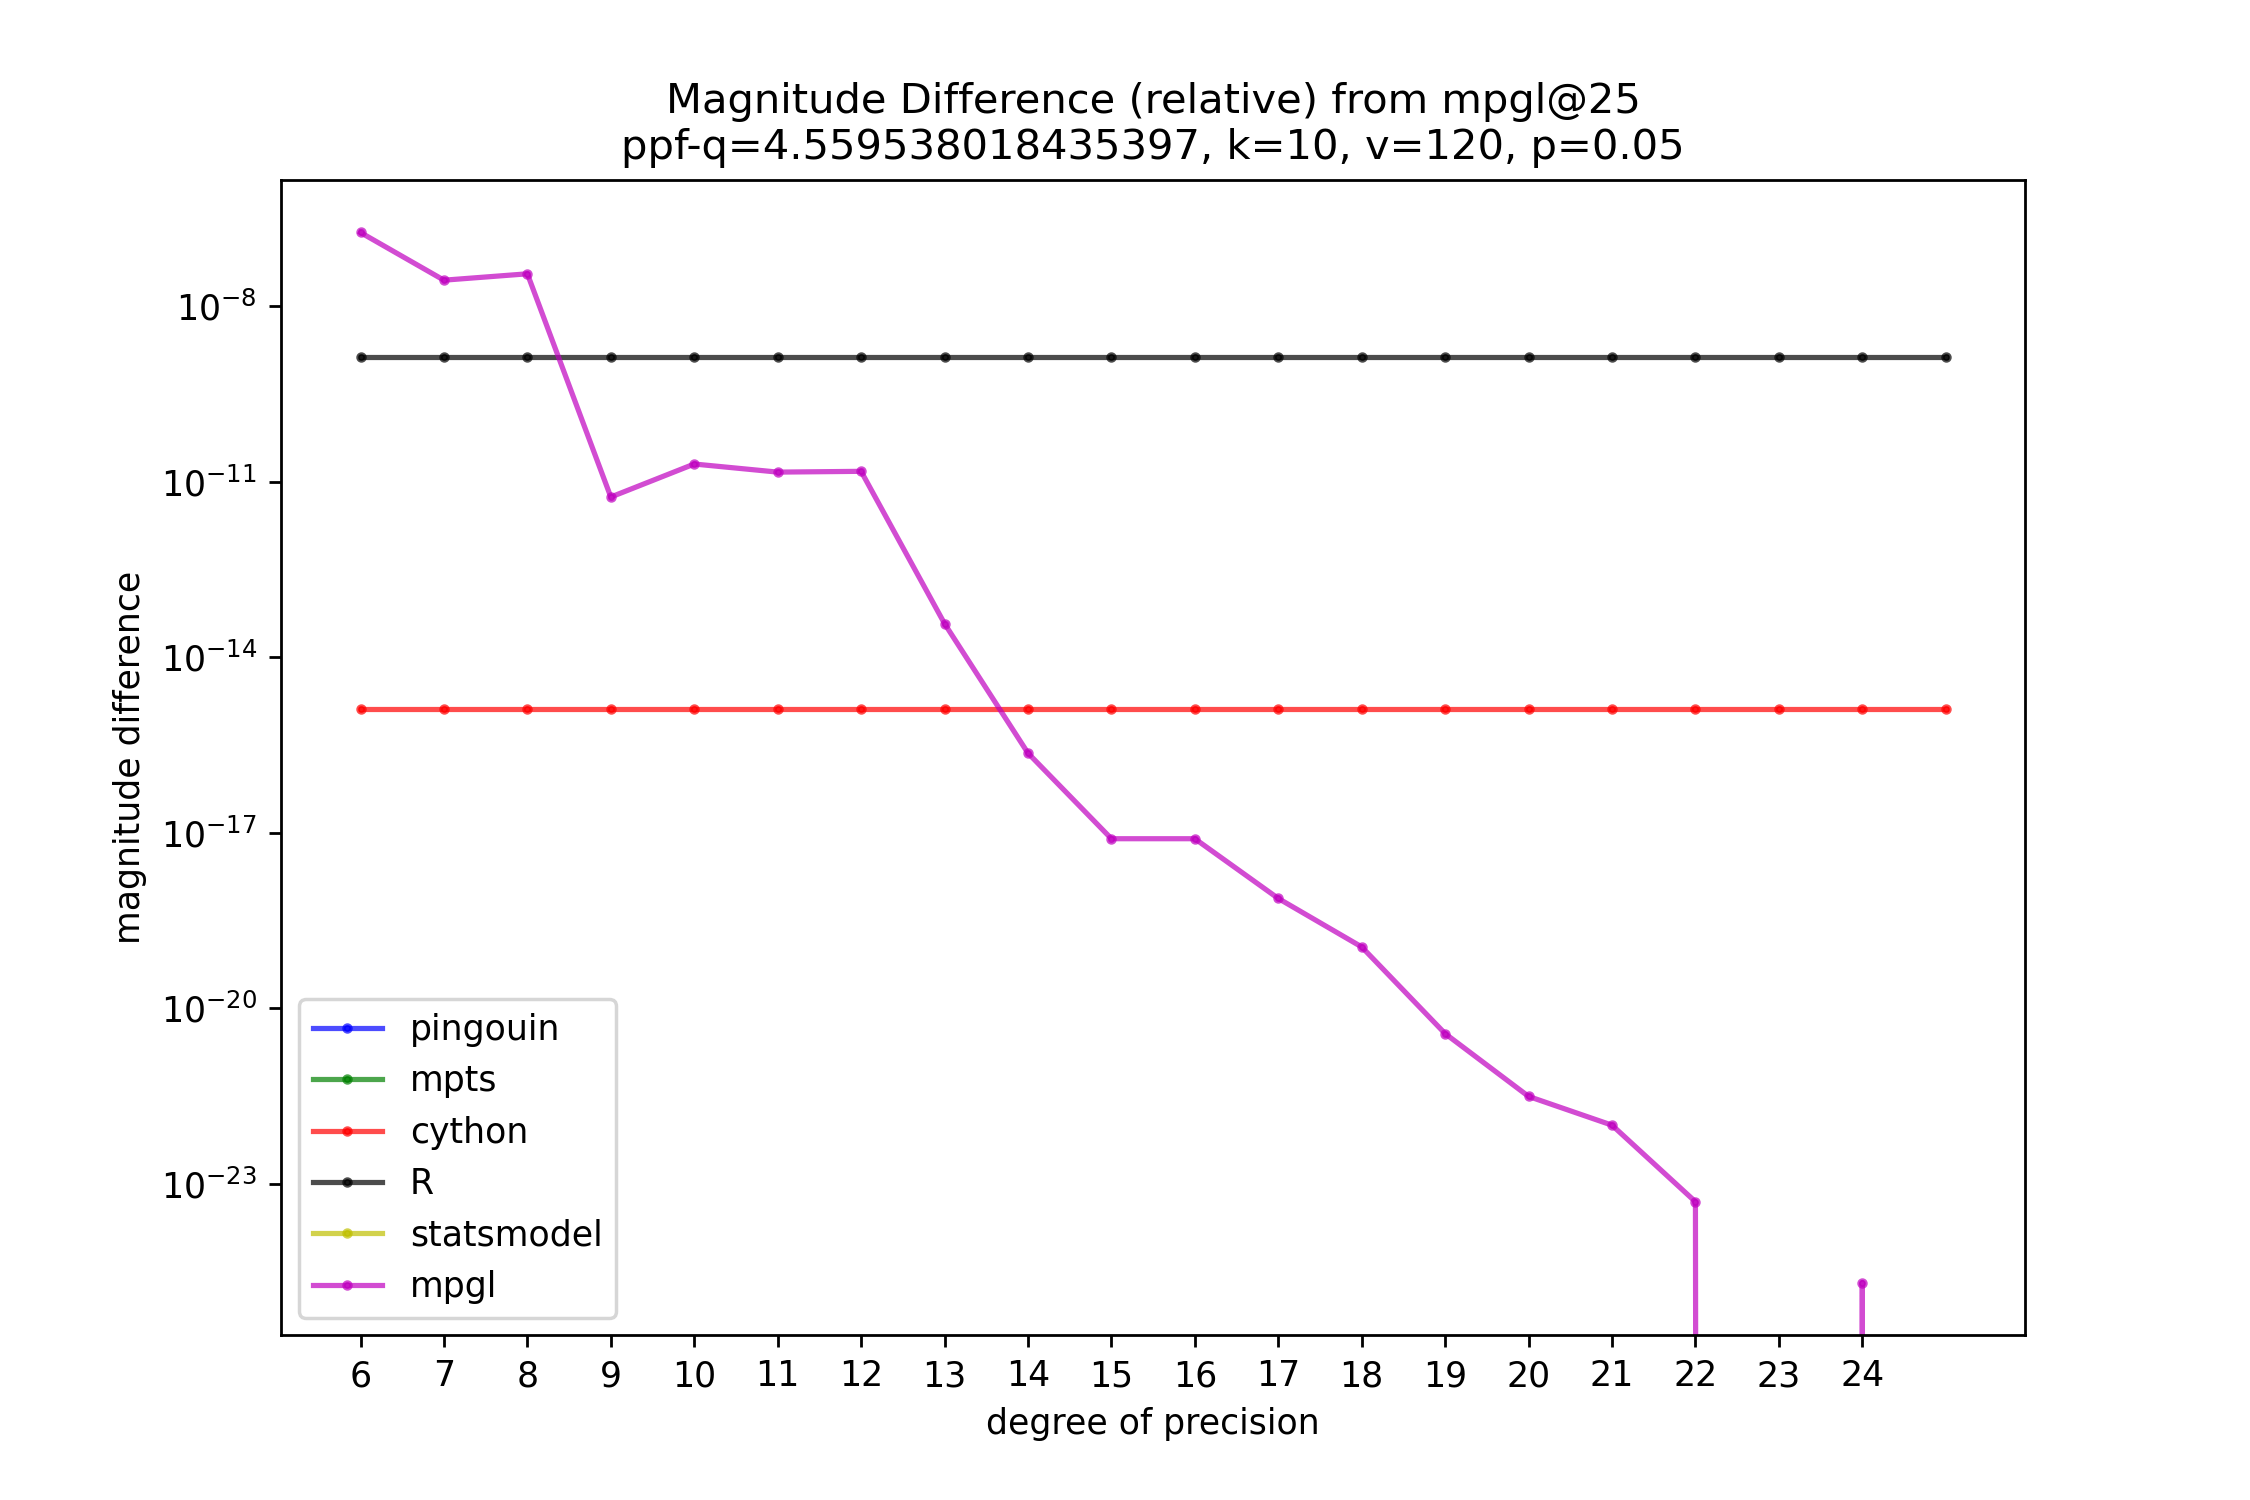 Magnitude Difference (relative) from mpgl@25
ppf-q=4.559538018435397, k=10, v=120, p=0.05
magnitude difference
10⁻⁸
10⁻¹¹
10⁻¹⁴
10⁻¹⁷
10⁻²⁰
10⁻²³
pingouin
mpts
cython
R
statsmodel
mpgl
6 7 8 9 10 11 12 13 14 15 16 17 18 19 20 21 22 23 24
degree of precision